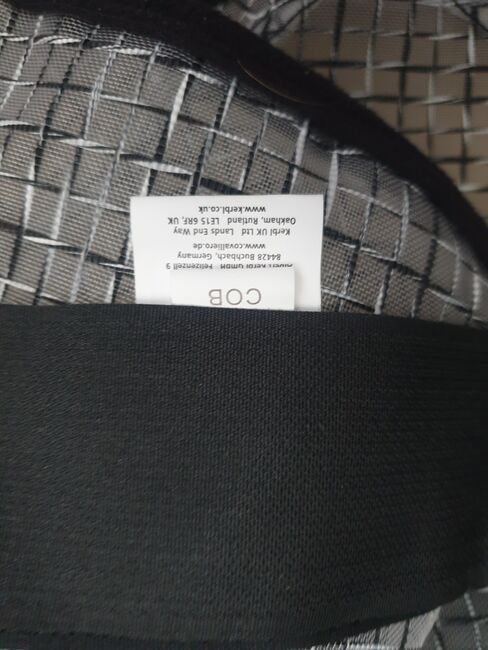 COB
Albert Kerbl GmbH Felizenzell 9
84428 Buchbach, Germany
www.covalliero.de
Kerbl UK Ltd Lands End Way
Oakham, Rutland LE15 6RF, UK
www.kerbl.co.uk